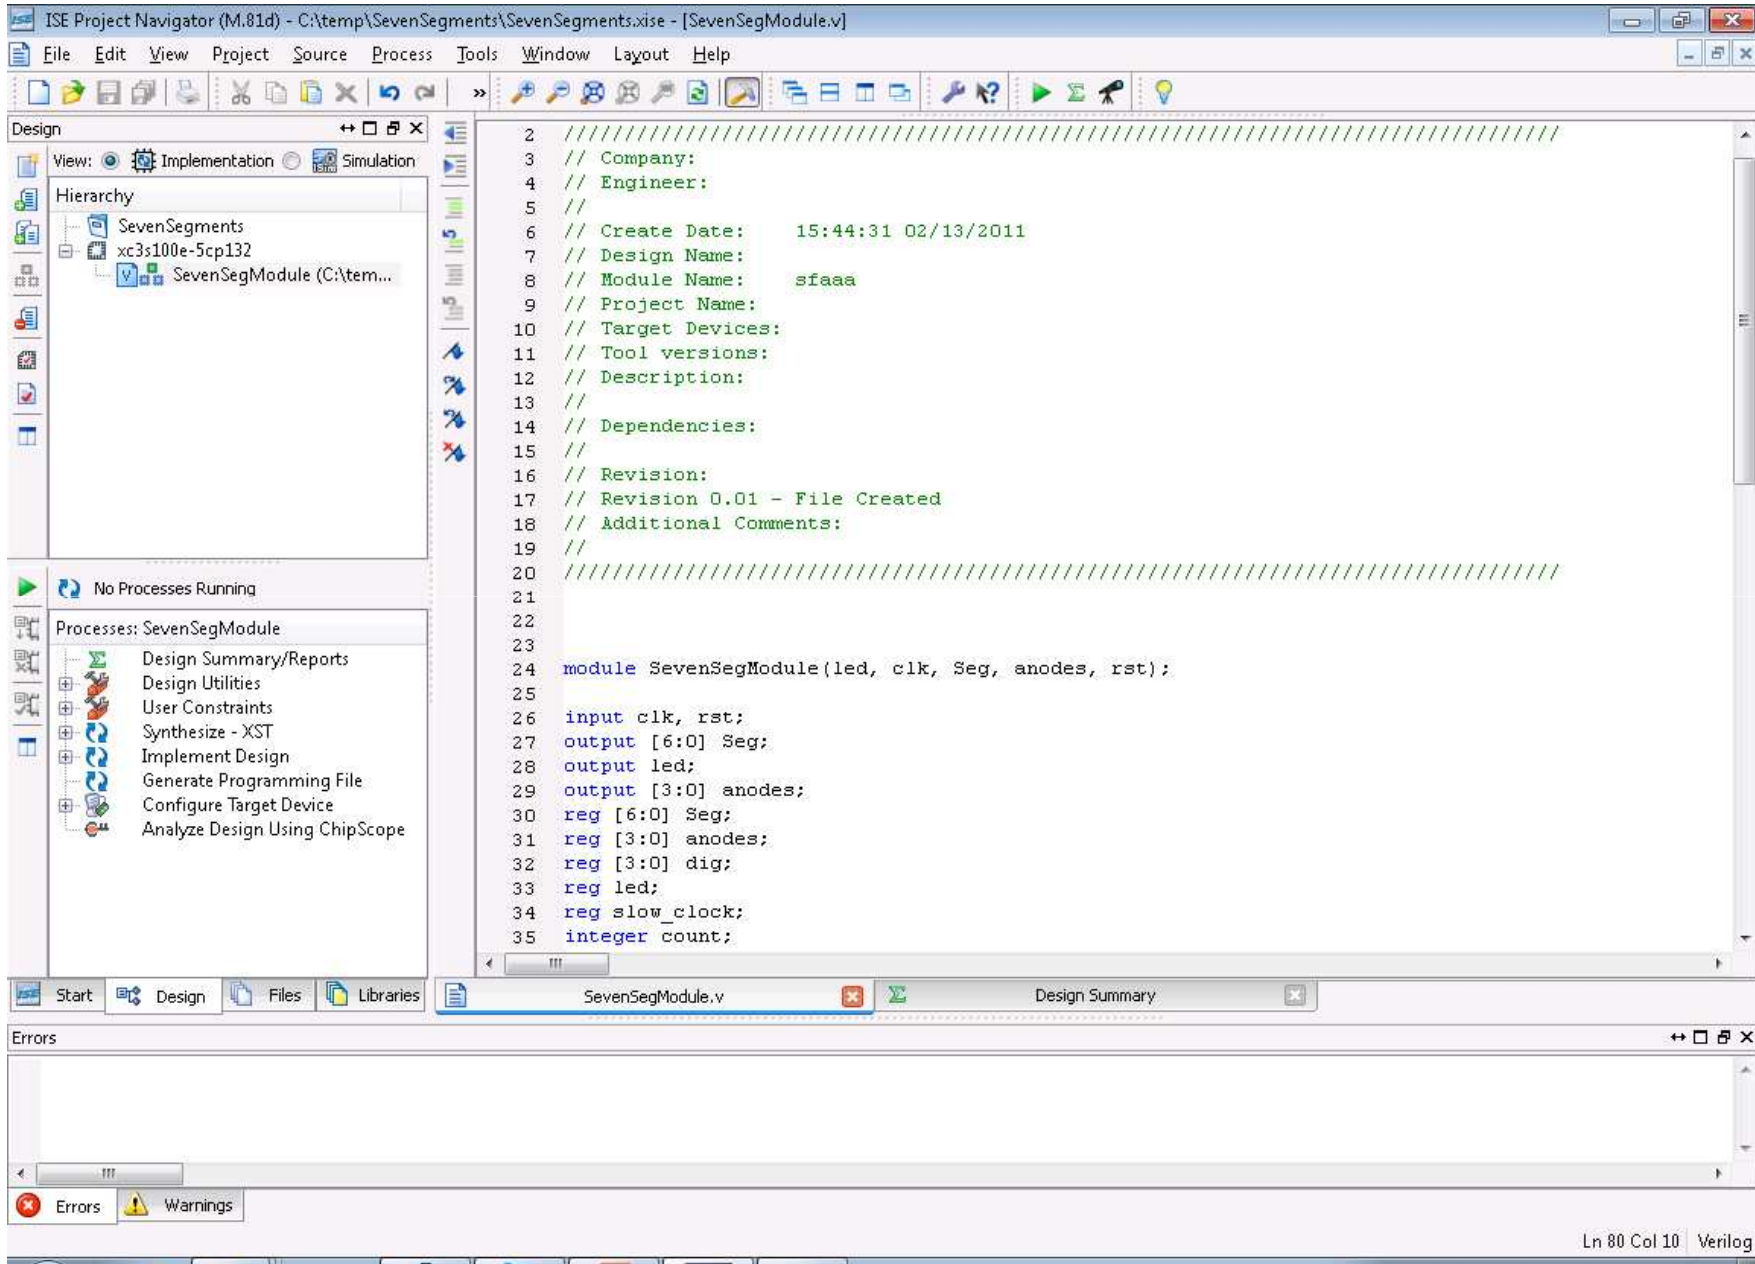 ISE Project Navigator (M.81d) - C:\temp\SevenSegments\SevenSegments.xise - [SevenSegModule.v]
File Edit View Project Source Process Tools Window Layout Help
Design
View: Implementation Simulation
Hierarchy
SevenSegments
xc3s100e-5cp132
SevenSegModule (C:\tem...
No Processes Running
Processes: SevenSegModule
Design Summary/Reports
Design Utilities
User Constraints
Synthesize - XST
Implement Design
Generate Programming File
Configure Target Device
Analyze Design Using ChipScope
Start Design Files Libraries
2 //////////////////////////////////////////////////////////////////////////////////
3 // Company:
4 // Engineer:
5 //
6 // Create Date:    15:44:31 02/13/2011
7 // Design Name:
8 // Module Name:    sfaaa
9 // Project Name:
10 // Target Devices:
11 // Tool versions:
12 // Description:
13 //
14 // Dependencies:
15 //
16 // Revision:
17 // Revision 0.01 - File Created
18 // Additional Comments:
19 //
20 //////////////////////////////////////////////////////////////////////////////////
21
22
23
24 module SevenSegModule(led, clk, Seg, anodes, rst);
25
26 input clk, rst;
27 output [6:0] Seg;
28 output led;
29 output [3:0] anodes;
30 reg [6:0] Seg;
31 reg [3:0] anodes;
32 reg [3:0] dig;
33 reg led;
34 reg slow_clock;
35 integer count;
SevenSegModule.v Design Summary
Errors
Errors Warnings
Ln 80 Col 10 Verilog